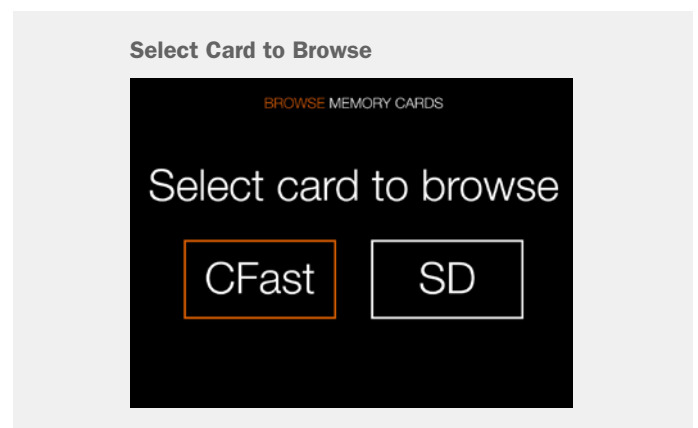 Select Card to Browse
BROWSE MEMORY CARDS
Select card to browse
CFast SD